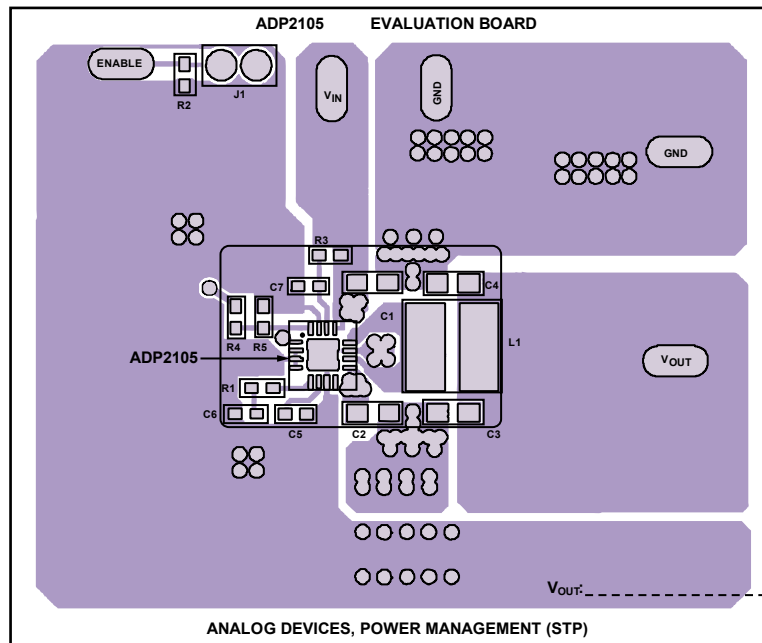 ADP2105 EVALUATION BOARD
ENABLE
R2
J1
VIN
GND
GND
R3
C7
C4
C1
L1
R4
R5
ADP2105
VOUT
R1
C6
C5
C2
C3
VOUT:
ANALOG DEVICES, POWER MANAGEMENT (STP)